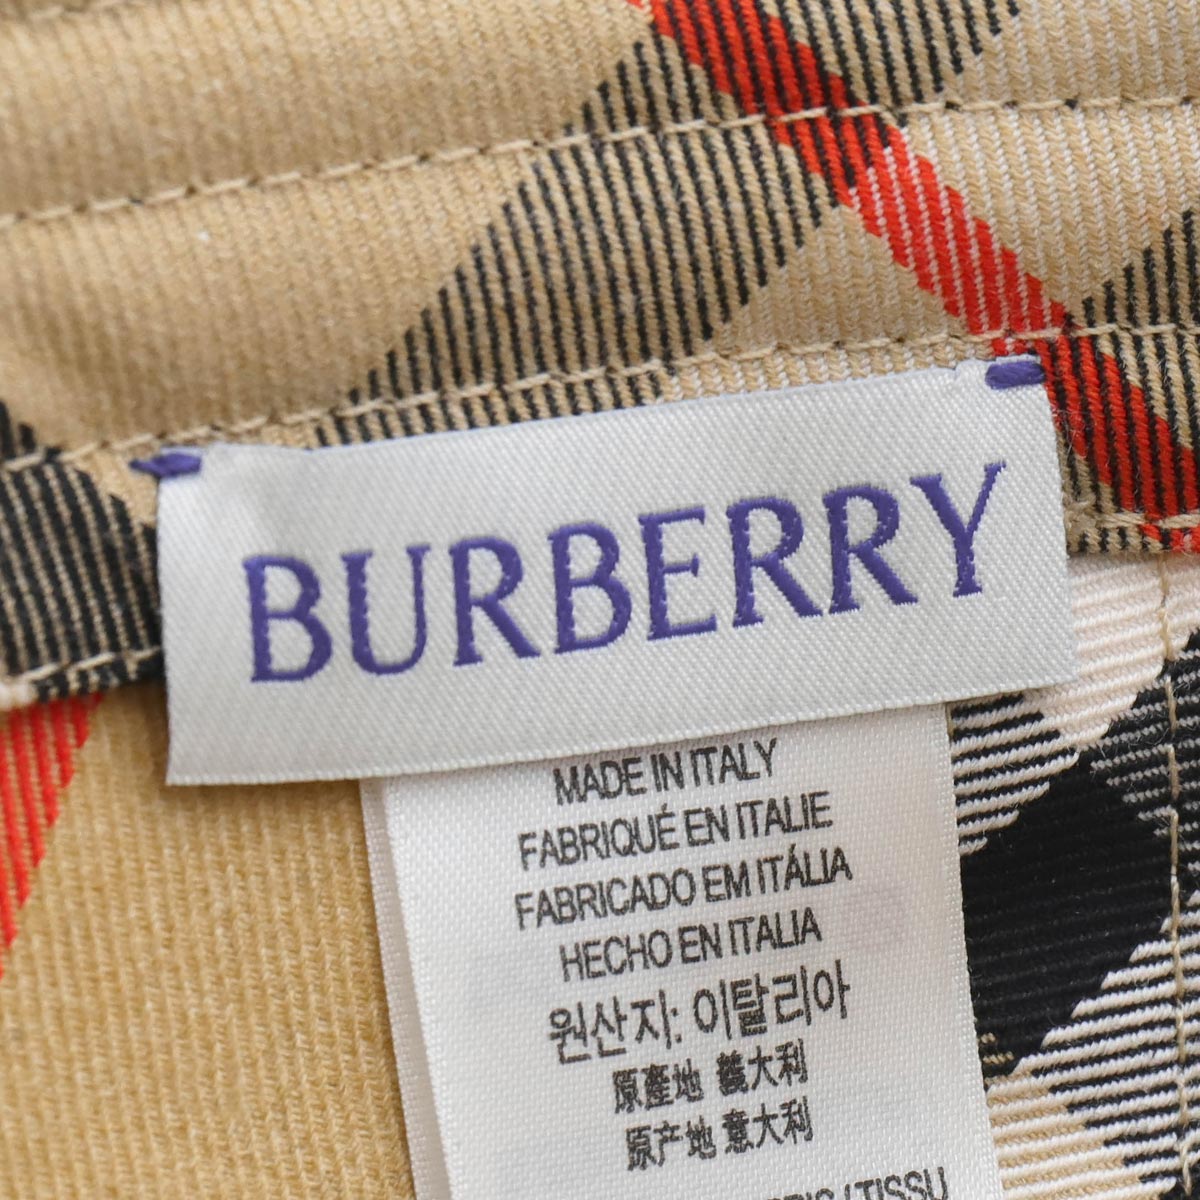 BURBERRY
MADE IN ITALY
FABRIQUÉ EN ITALIE
FABRICADO EM ITÁLIA
HECHO EN ITALIA
원산지: 이탈리아
原產地 義大利
原产地 意大利
/ TISSU